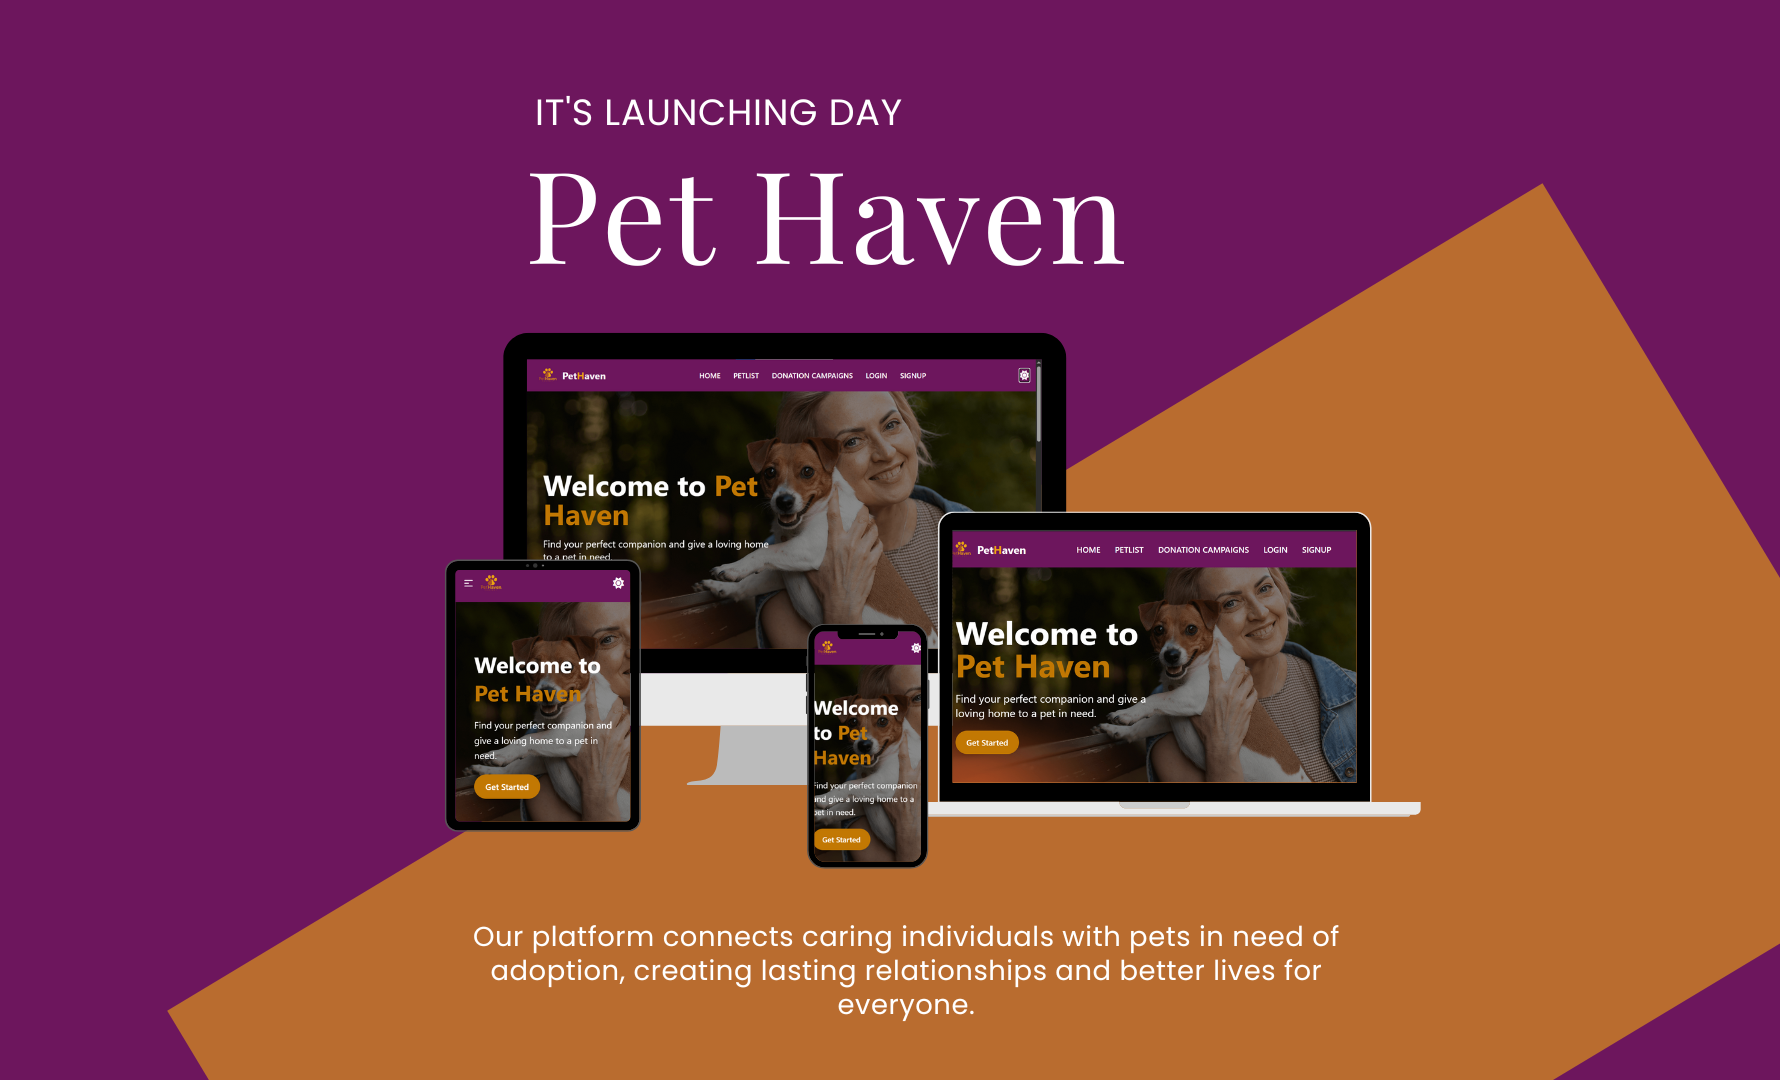 IT'S LAUNCHING DAY
Pet Haven
PetHaven
HOME PETLIST DONATION CAMPAIGNS LOGIN SIGNUP
Welcome to Pet
Haven
Find your perfect companion and give a loving home
to a pet in need.
PetHaven
HOME PETLIST DONATION CAMPAIGNS LOGIN SIGNUP
Welcome to
Pet Haven
Find your perfect companion and give a
loving home to a pet in need.
Get Started
Welcome to
Pet Haven
Find your perfect companion and
give a loving home to a pet in
need.
Get Started
Welcome
to Pet
Haven
Find your perfect companion
and give a loving home to a
pet in need.
Get Started
Our platform connects caring individuals with pets in need of
adoption, creating lasting relationships and better lives for
everyone.